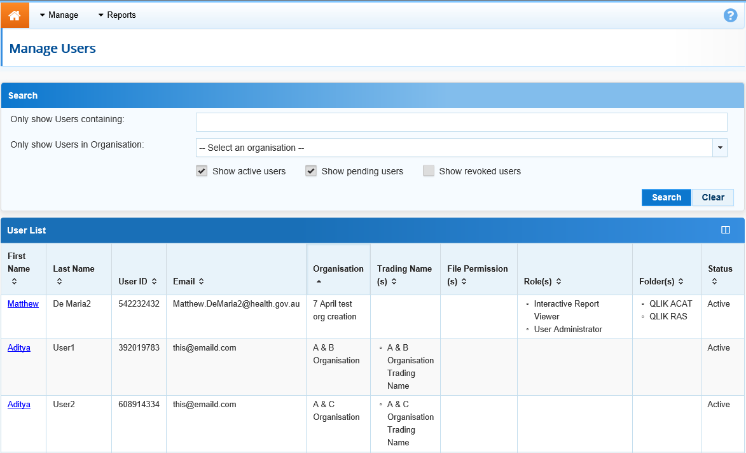 Manage Reports ?
Manage Users
Search
Only show Users containing:
Only show Users in Organisation: -- Select an organisation --
Show active users Show pending users Show revoked users
Search Clear
User List
First Name Last Name User ID Email Organisation Trading Name (s) File Permission (s) Role(s) Folder(s) Status
Matthew De Maria2 542232432 Matthew.DeMaria2@health.gov.au 7 April test org creation Interactive Report Viewer User Administrator QLIK ACAT QLIK RAS Active
Aditya User1 392019783 this@emaild.com A & B Organisation A & B Organisation Trading Name Active
Aditya User2 608914334 this@emaild.com A & C Organisation A & C Organisation Trading Name Active